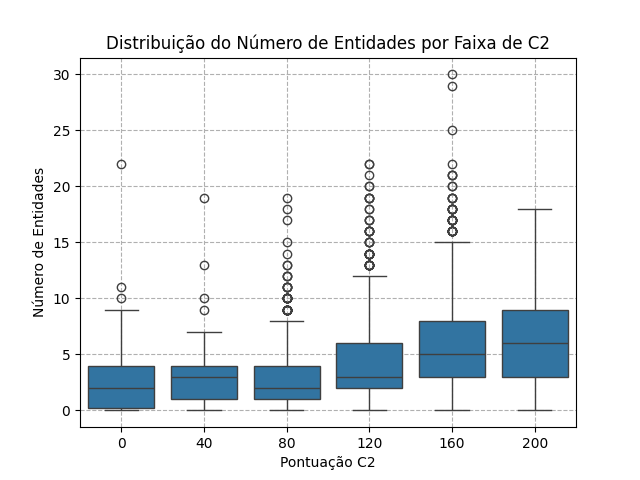 Distribuição do Número de Entidades por Faixa de C2
Número de Entidades
30
25
20
15
10
5
0
0 40 80 120 160 200
Pontuação C2